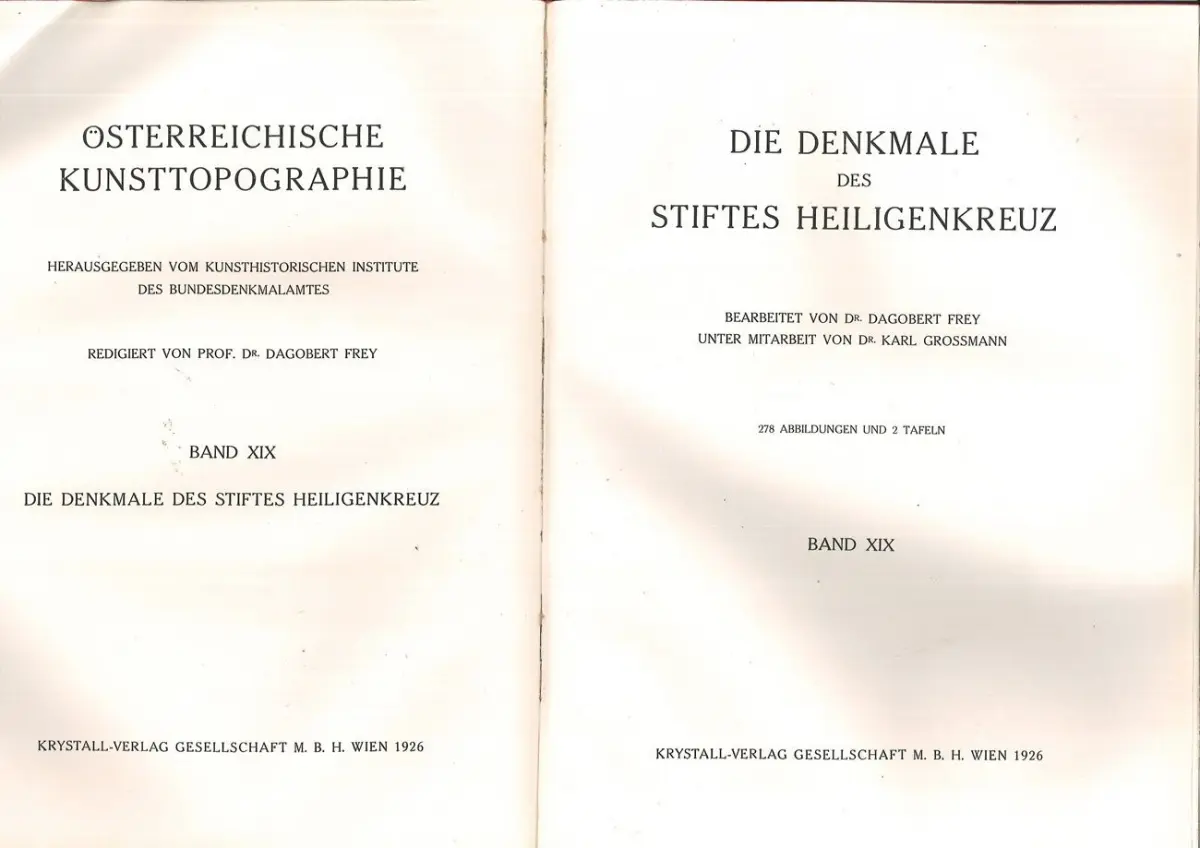 ÖSTERREICHISCHE
KUNSTTOPOGRAPHIE
HERAUSGEGEBEN VOM KUNSTHISTORISCHEN INSTITUTE
DES BUNDESDENKMALAMTES
REDIGIERT VON PROF. DR. DAGOBERT FREY
BAND XIX
DIE DENKMALE DES STIFTES HEILIGENKREUZ
KRYSTALL-VERLAG GESELLSCHAFT M. B. H. WIEN 1926
DIE DENKMALE
DES
STIFTES HEILIGENKREUZ
BEARBEITET VON DR. DAGOBERT FREY
UNTER MITARBEIT VON DR. KARL GROSSMANN
278 ABBILDUNGEN UND 2 TAFELN
BAND XIX
KRYSTALL-VERLAG GESELLSCHAFT M. B. H. WIEN 1926